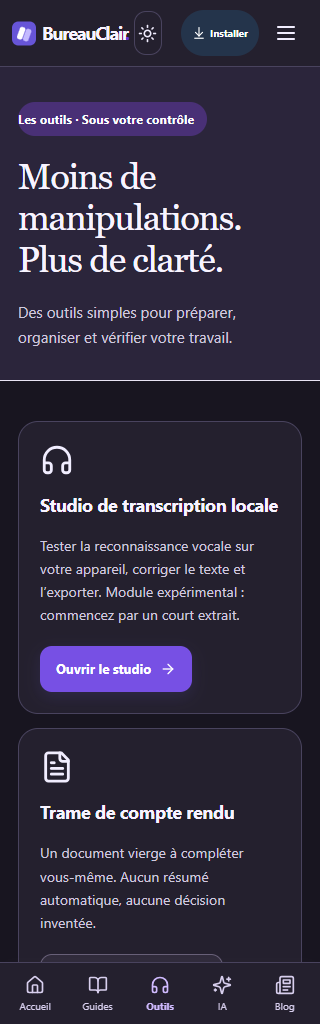 BureauClair
Installer
Les outils · Sous votre contrôle
Moins de
manipulations.
Plus de clarté.
Des outils simples pour préparer,
organiser et vérifier votre travail.
Studio de transcription locale
Tester la reconnaissance vocale sur
votre appareil, corriger le texte et
l'exporter. Module expérimental :
commencez par un court extrait.
Ouvrir le studio
Trame de compte rendu
Un document vierge à compléter
vous-même. Aucun résumé
automatique, aucune décision
inventée.
Accueil
Guides
Outils
IA
Blog